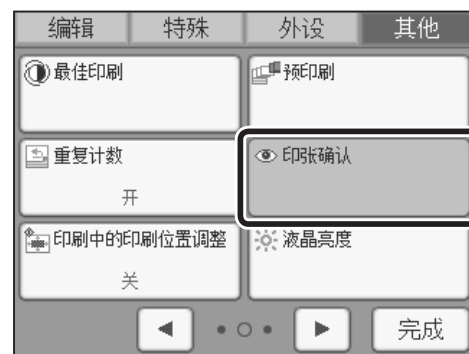 编辑 特殊 外设 其他
最佳印刷 预印刷
重复计数 印张确认
开
印刷中的印刷位置调整 液晶亮度
关
完成